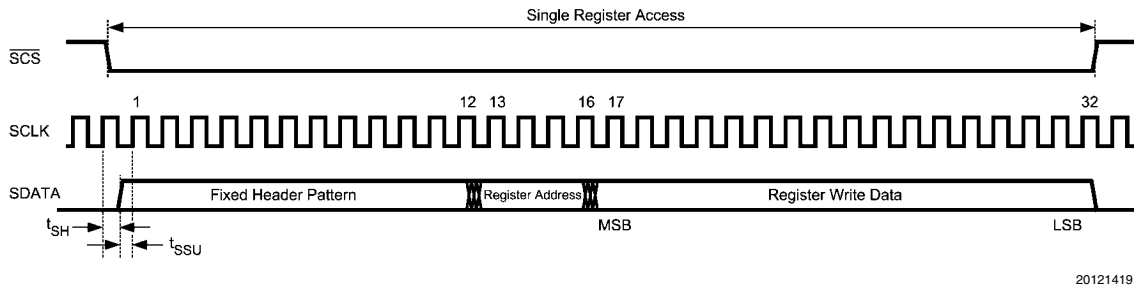 Single Register Access
SCS
1 12 13 16 17 32
SCLK
SDATA Fixed Header Pattern Register Address Register Write Data
tSH MSB LSB
tSSU
20121419